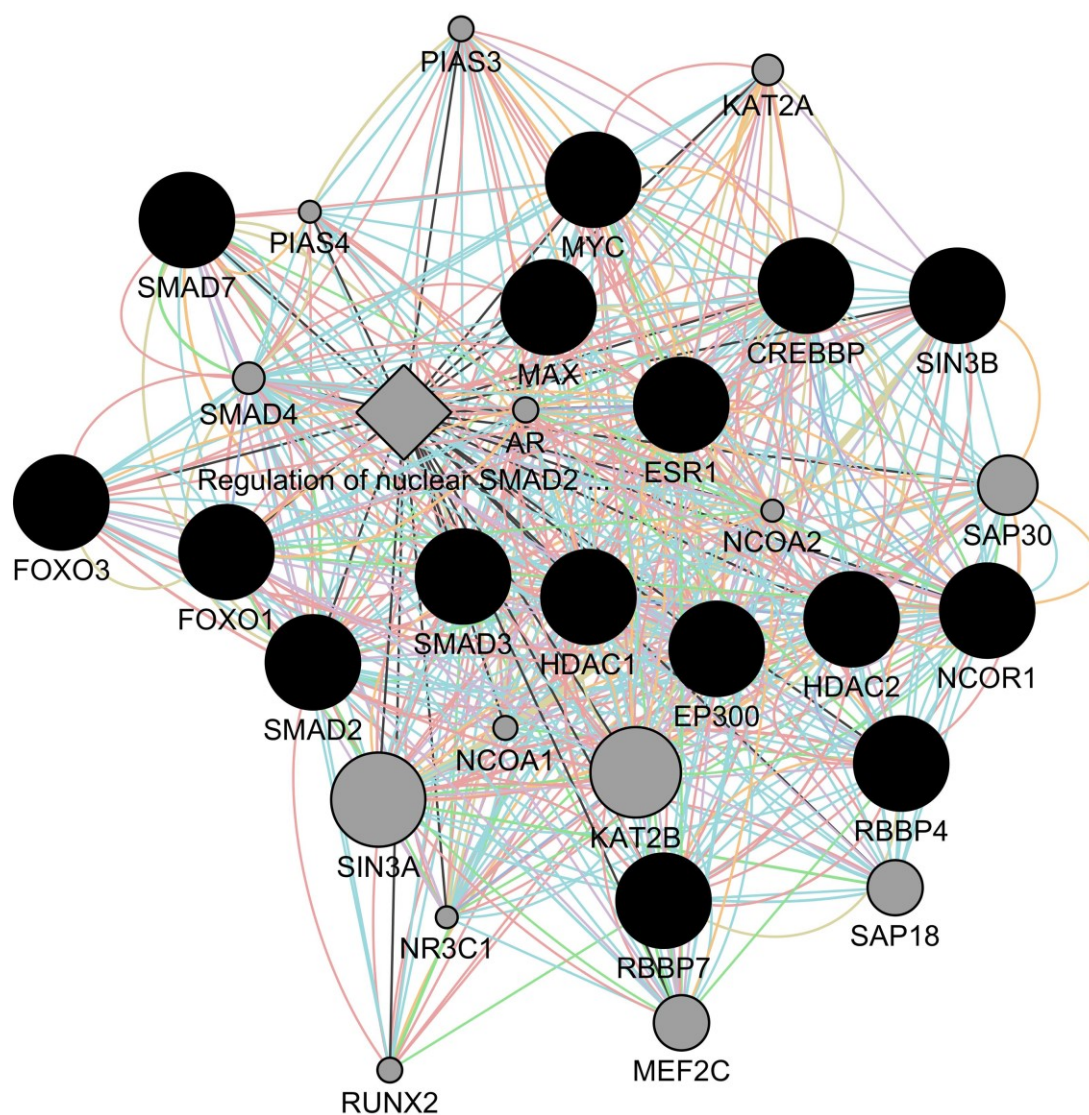 PIAS3
KAT2A
PIAS4
MYC
SMAD7
CREBBP
SIN3B
MAX
SMAD4
AR
ESR1
Regulation of nuclear SMAD2 ...
NCOA2
SAP30
FOXO3
FOXO1
SMAD3
HDAC1
HDAC2
NCOR1
EP300
SMAD2
NCOA1
KAT2B
RBBP4
SIN3A
SAP18
NR3C1
RBBP7
MEF2C
RUNX2